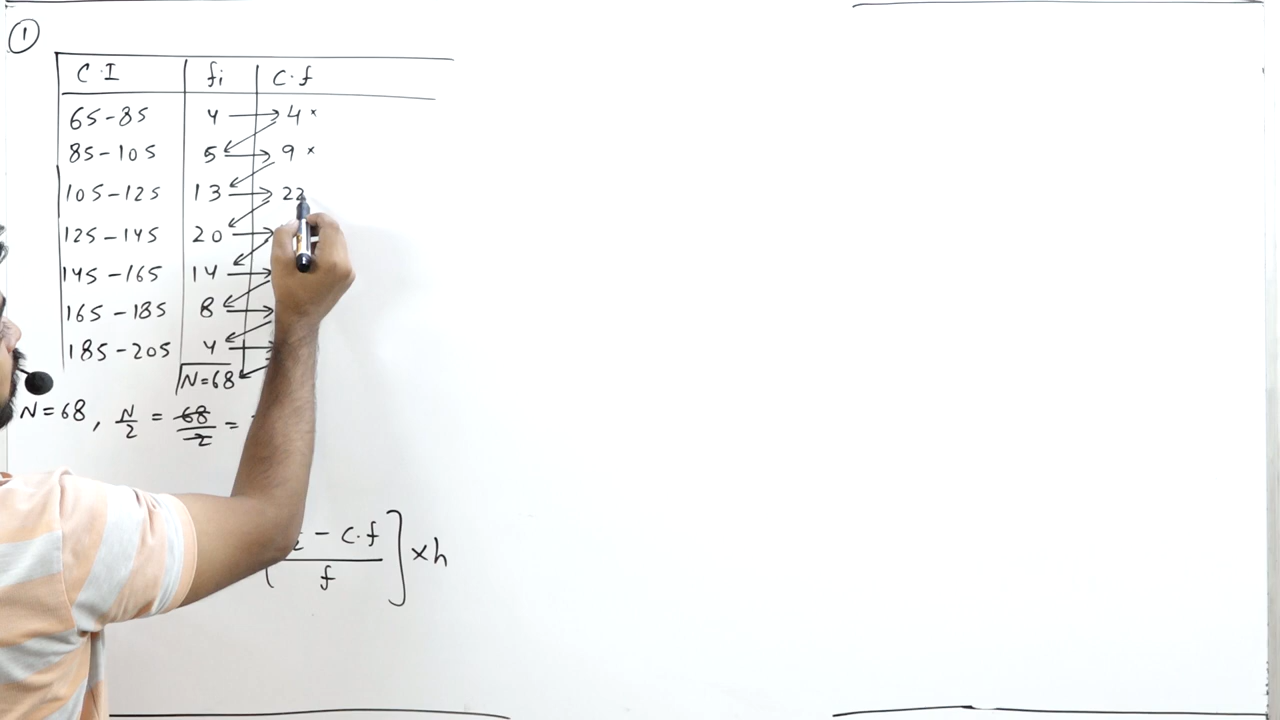 1
C.I fi C.f
65-85 4 4 ×
85-105 5 9 ×
105-125 13 22
125-145 20
145-165 14
165-185 8
185-205 4
N=68
N=68, N/2 = 68/2 =
- C.f / f ] ×h